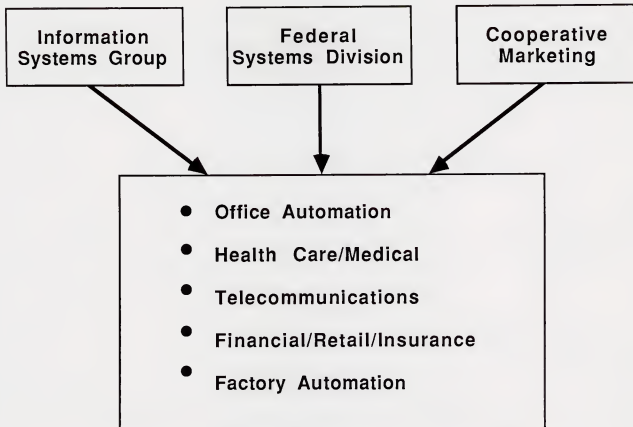 Information
Systems Group
Federal
Systems Division
Cooperative
Marketing
• Office Automation
• Health Care/Medical
• Telecommunications
• Financial/Retail/Insurance
• Factory Automation